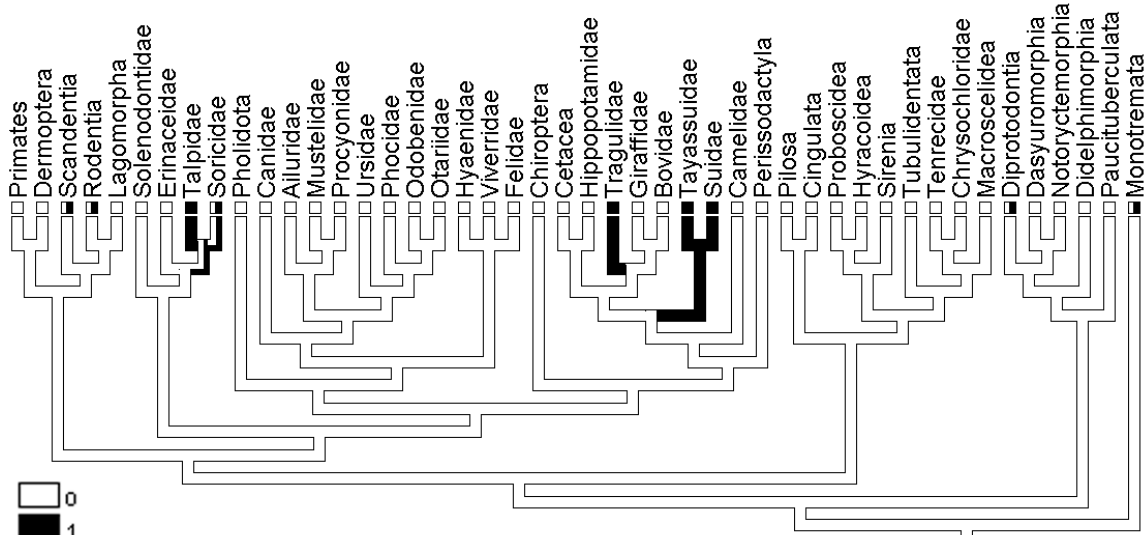 Primates
Dermoptera
Scandentia
Rodentia
Lagomorpha
Solenodontidae
Erinaceidae
Talpidae
Soricidae
Pholidota
Canidae
Ailuridae
Mustelidae
Procyonidae
Ursidae
Phocidae
Odobenidae
Otariidae
Hyaenidae
Viverridae
Felidae
Chiroptera
Cetacea
Hippopotamidae
Tragulidae
Giraffidae
Bovidae
Tayassuidae
Suidae
Camelidae
Perissodactyla
Pilosa
Cingulata
Proboscidea
Hyracoidea
Sirenia
Tubulidentata
Tenrecidae
Chrysochloridae
Macroscelidea
Diprotodontia
Dasyuromorphia
Notoryctemorphia
Didelphimorphia
Paucituberculata
Monotremata
0
1